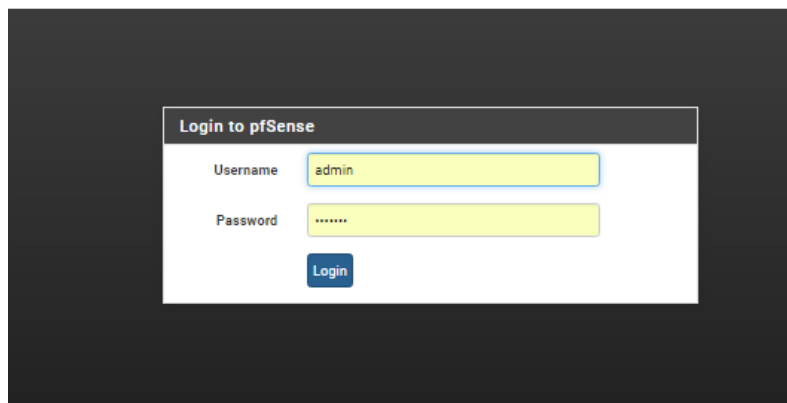 Login to pfSense
Username admin
Password •••••••
Login